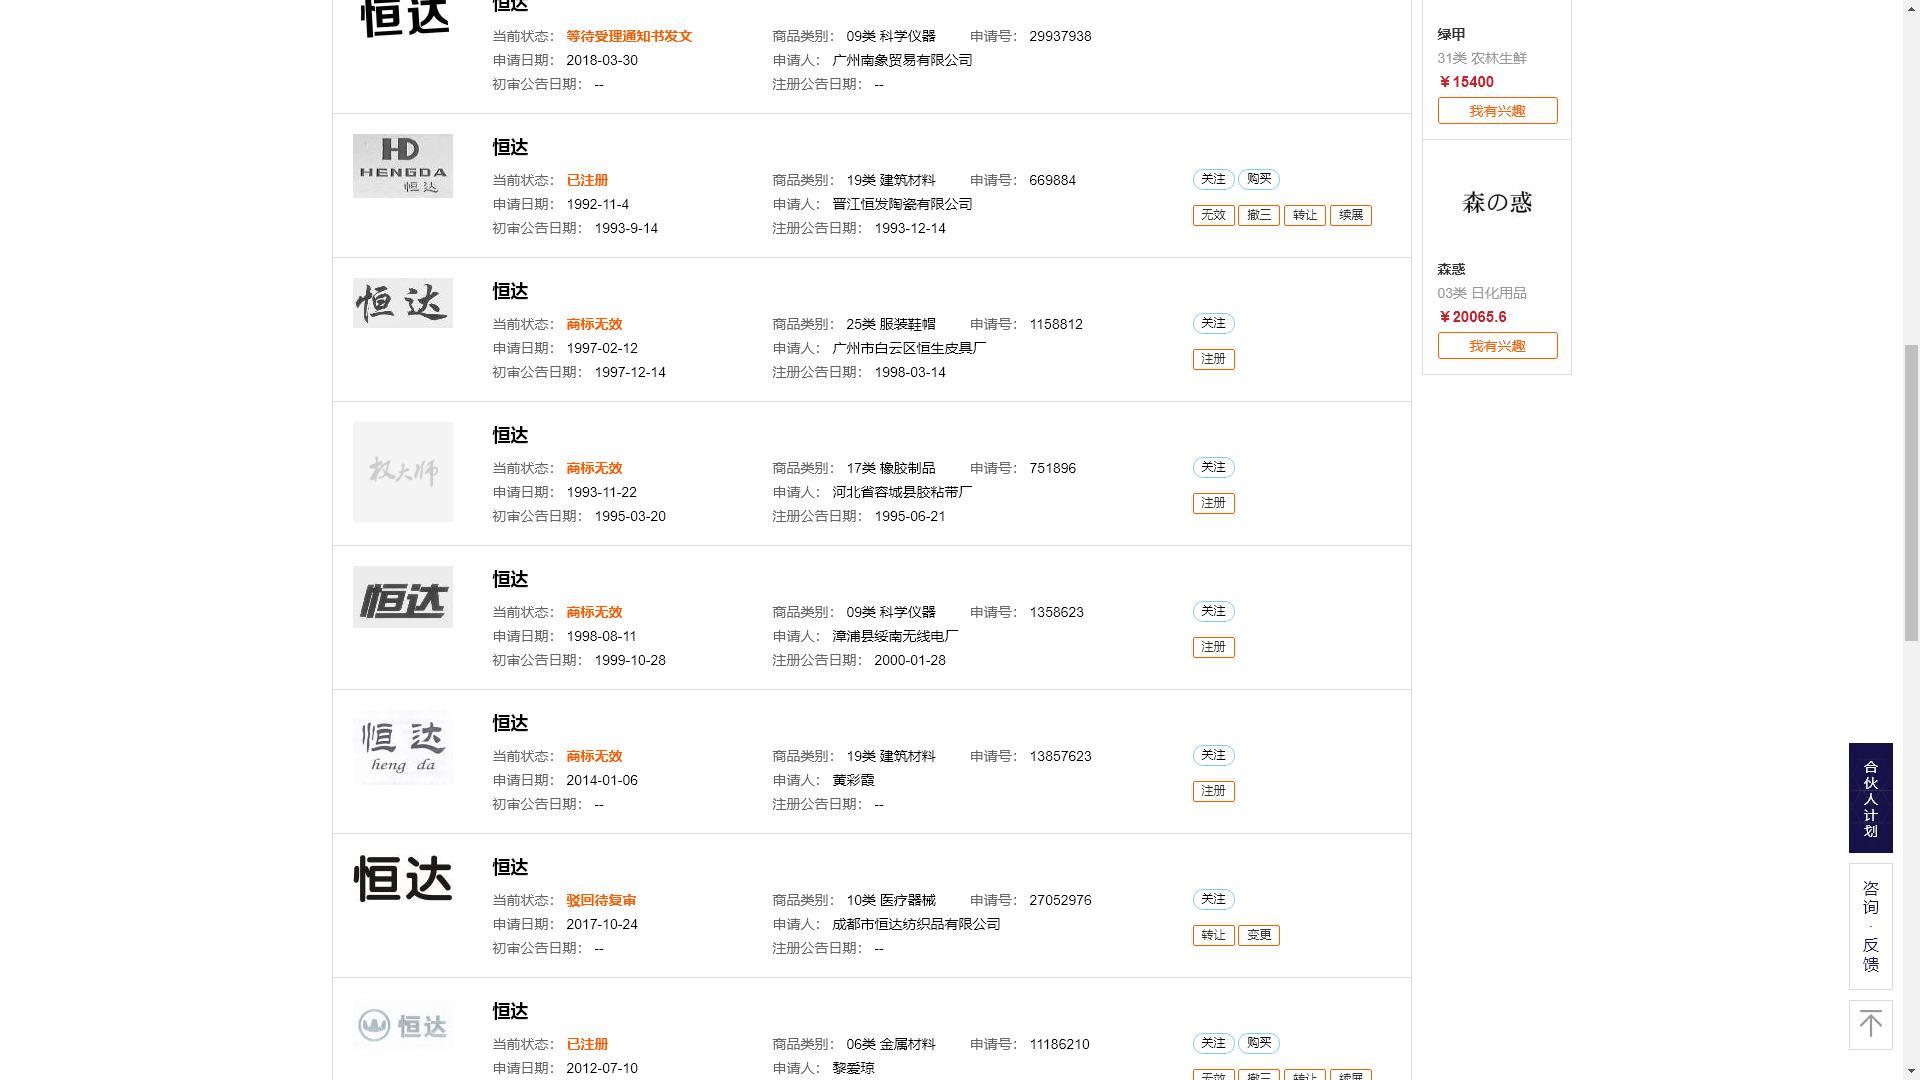 恒达
恒达
当前状态： 等待受理通知书发文 商品类别： 09类 科学仪器 申请号： 29937938
申请日期： 2018-03-30 申请人： 广州南象贸易有限公司
初审公告日期： -- 注册公告日期： --
HD
HENGDA
恒达
恒达
当前状态： 已注册 商品类别： 19类 建筑材料 申请号： 669884
申请日期： 1992-11-4 申请人： 晋江恒发陶瓷有限公司
初审公告日期： 1993-9-14 注册公告日期： 1993-12-14
关注 购买
无效 撤三 转让 续展
恒达
恒达
当前状态： 商标无效 商品类别： 25类 服装鞋帽 申请号： 1158812
申请日期： 1997-02-12 申请人： 广州市白云区恒生皮具厂
初审公告日期： 1997-12-14 注册公告日期： 1998-03-14
关注
注册
权大师
恒达
当前状态： 商标无效 商品类别： 17类 橡胶制品 申请号： 751896
申请日期： 1993-11-22 申请人： 河北省容城县胶粘带厂
初审公告日期： 1995-03-20 注册公告日期： 1995-06-21
关注
注册
恒达
恒达
当前状态： 商标无效 商品类别： 09类 科学仪器 申请号： 1358623
申请日期： 1998-08-11 申请人： 漳浦县绥南无线电厂
初审公告日期： 1999-10-28 注册公告日期： 2000-01-28
关注
注册
恒达
heng da
恒达
当前状态： 商标无效 商品类别： 19类 建筑材料 申请号： 13857623
申请日期： 2014-01-06 申请人： 黄彩霞
初审公告日期： -- 注册公告日期： --
关注
注册
恒达
恒达
当前状态： 驳回待复审 商品类别： 10类 医疗器械 申请号： 27052976
申请日期： 2017-10-24 申请人： 成都市恒达纺织品有限公司
初审公告日期： -- 注册公告日期： --
关注
转让 变更
恒达
恒达
当前状态： 已注册 商品类别： 06类 金属材料 申请号： 11186210
申请日期： 2012-07-10 申请人： 黎爱琼
关注 购买
无效 撤三 转让 续展
绿甲
31类 农林生鲜
￥15400
我有兴趣
森の惑
森惑
03类 日化用品
￥20065.6
我有兴趣
合伙人计划
咨询·反馈